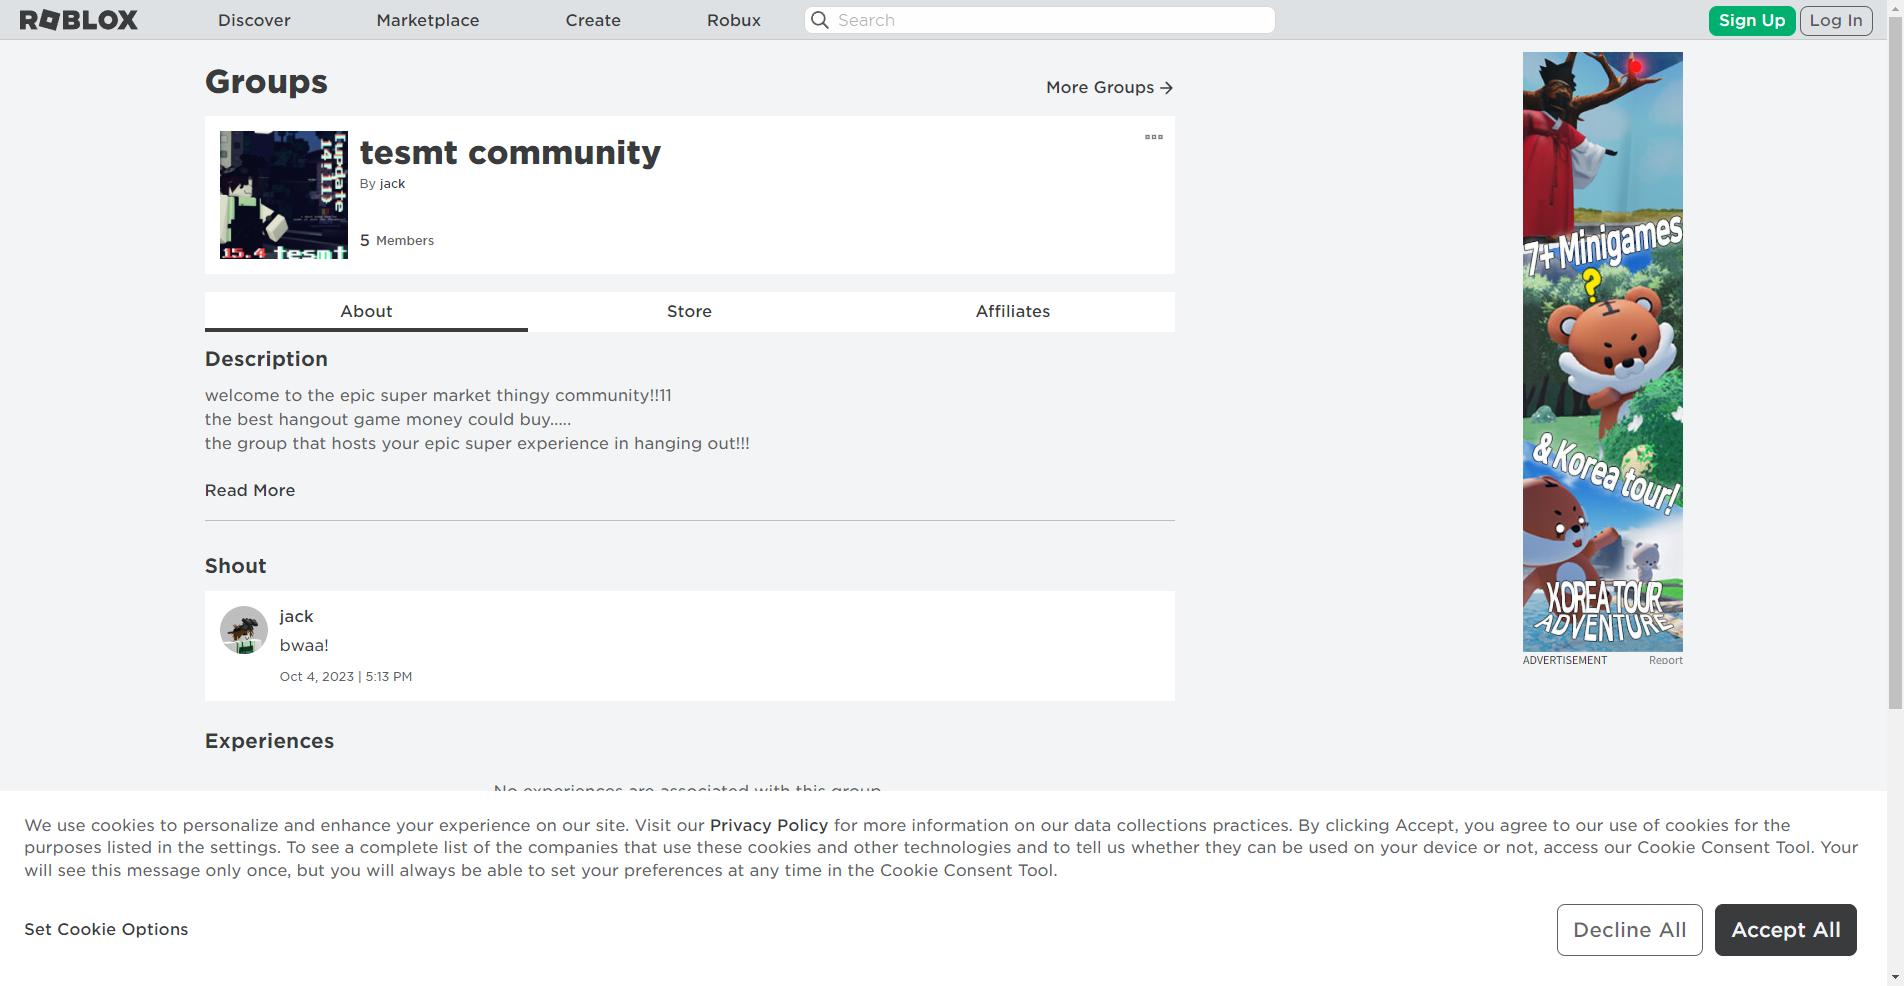 ROBLOX
Discover
Marketplace
Create
Robux
Search
Sign Up
Log In
Groups
More Groups
tesmt community
By jack
5 Members
[update
14.11]
15.4 tesmt
About
Store
Affiliates
Description
welcome to the epic super market thingy community!!11
the best hangout game money could buy.....
the group that hosts your epic super experience in hanging out!!!
Read More
Shout
jack
bwaa!
Oct 4, 2023 | 5:13 PM
Experiences
No experiences are associated with this group
7+ Minigames
?
& Korea tour!
KOREA TOUR
ADVENTURE
ADVERTISEMENT
Report
We use cookies to personalize and enhance your experience on our site. Visit our Privacy Policy for more information on our data collections practices. By clicking Accept, you agree to our use of cookies for the
purposes listed in the settings. To see a complete list of the companies that use these cookies and other technologies and to tell us whether they can be used on your device or not, access our Cookie Consent Tool. Your
will see this message only once, but you will always be able to set your preferences at any time in the Cookie Consent Tool.
Set Cookie Options
Decline All
Accept All